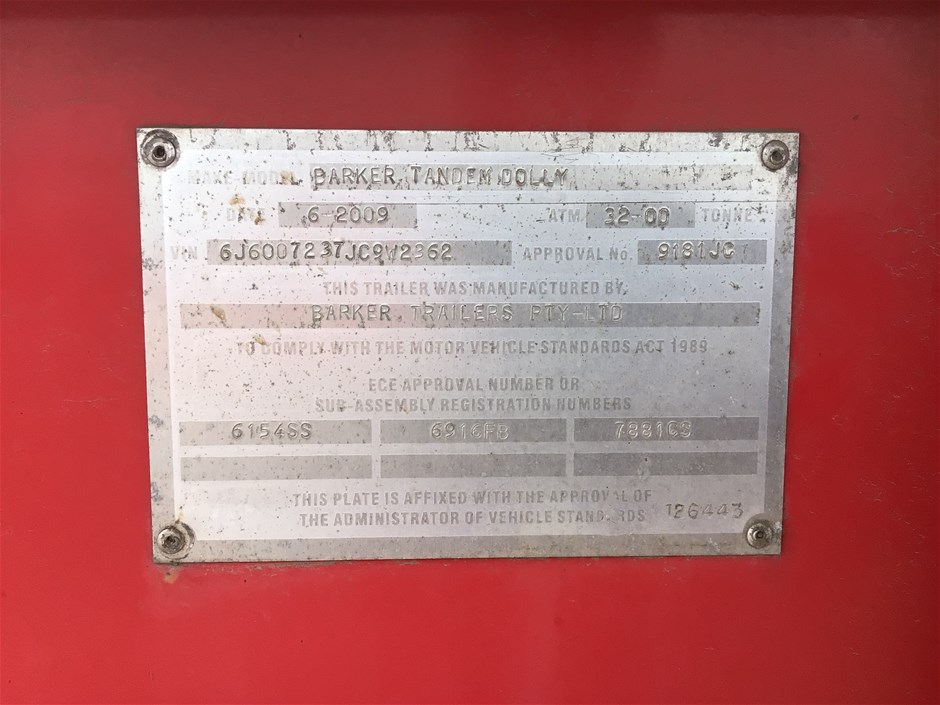 MAKE-MODEL BARKER TANDEM DOLLY
DATE 6-2009 ATM 32-00 TONNE
VIN 6J6007237JC9V2362 APPROVAL No. 9181JC
THIS TRAILER WAS MANUFACTURED BY
BARKER TRAILERS PTY-LTD
TO COMPLY WITH THE MOTOR VEHICLE STANDARDS ACT 1989
ECE APPROVAL NUMBER OR
SUB-ASSEMBLY REGISTRATION NUMBERS
6154SS 6916FB 7881CS
THIS PLATE IS AFFIXED WITH THE APPROVAL OF
THE ADMINISTRATOR OF VEHICLE STANDARDS 126443